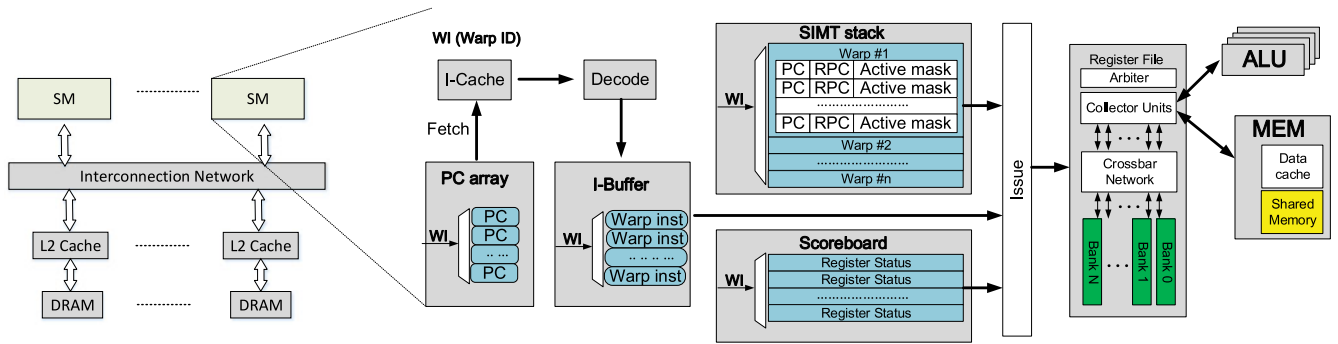 SM
SM
Interconnection Network
L2 Cache
L2 Cache
DRAM
DRAM
WI (Warp ID)
I-Cache
Decode
Fetch
PC array
WI
PC
PC
.. ...
PC
I-Buffer
WI
Warp inst
Warp inst
.. .. .. ..
Warp inst
SIMT stack
WI
Warp #1
PC RPC Active mask
PC RPC Active mask
........................
PC RPC Active mask
Warp #2
........................
Warp #n
Scoreboard
WI
Register Status
Register Status
........................
Register Status
Issue
Register File
Arbiter
Collector Units
...
Crossbar
Network
...
Bank N
...
Bank 1
Bank 0
ALU
MEM
Data
cache
Shared
Memory